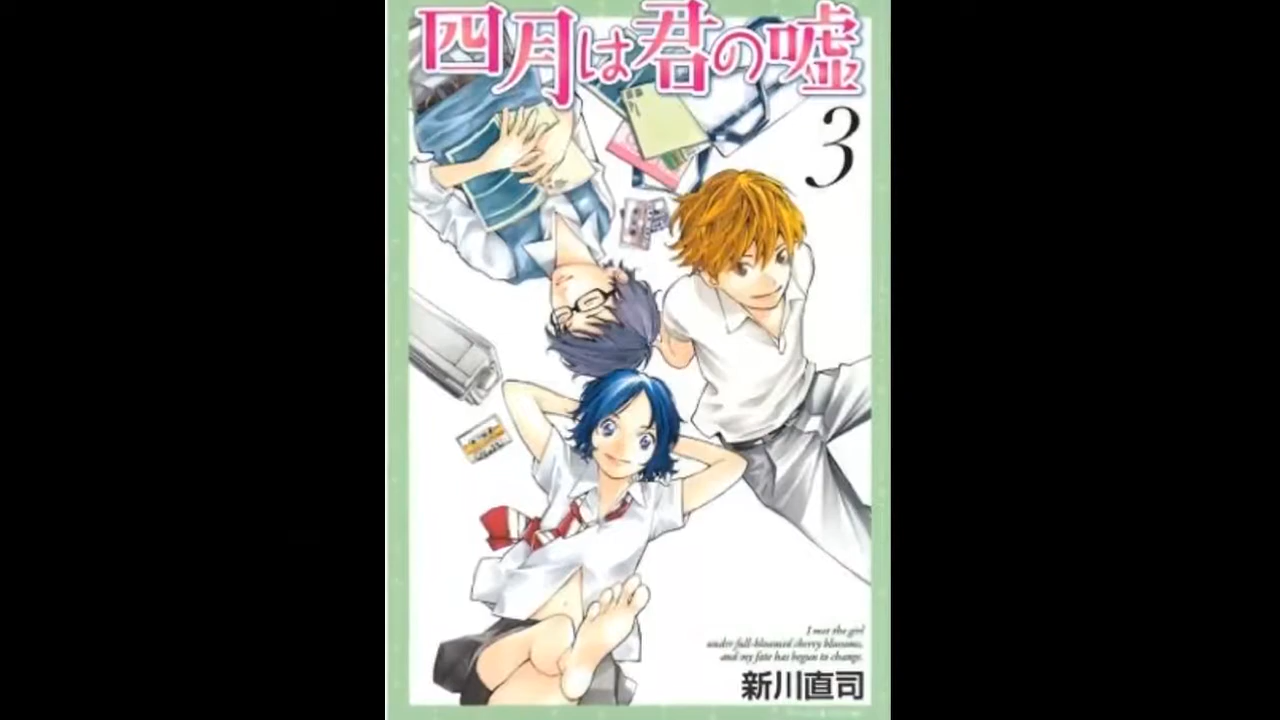 四月は君の嘘
3
I met the girl
under full-bloomed cherry blossoms,
and my fate has begun to change.
新川直司